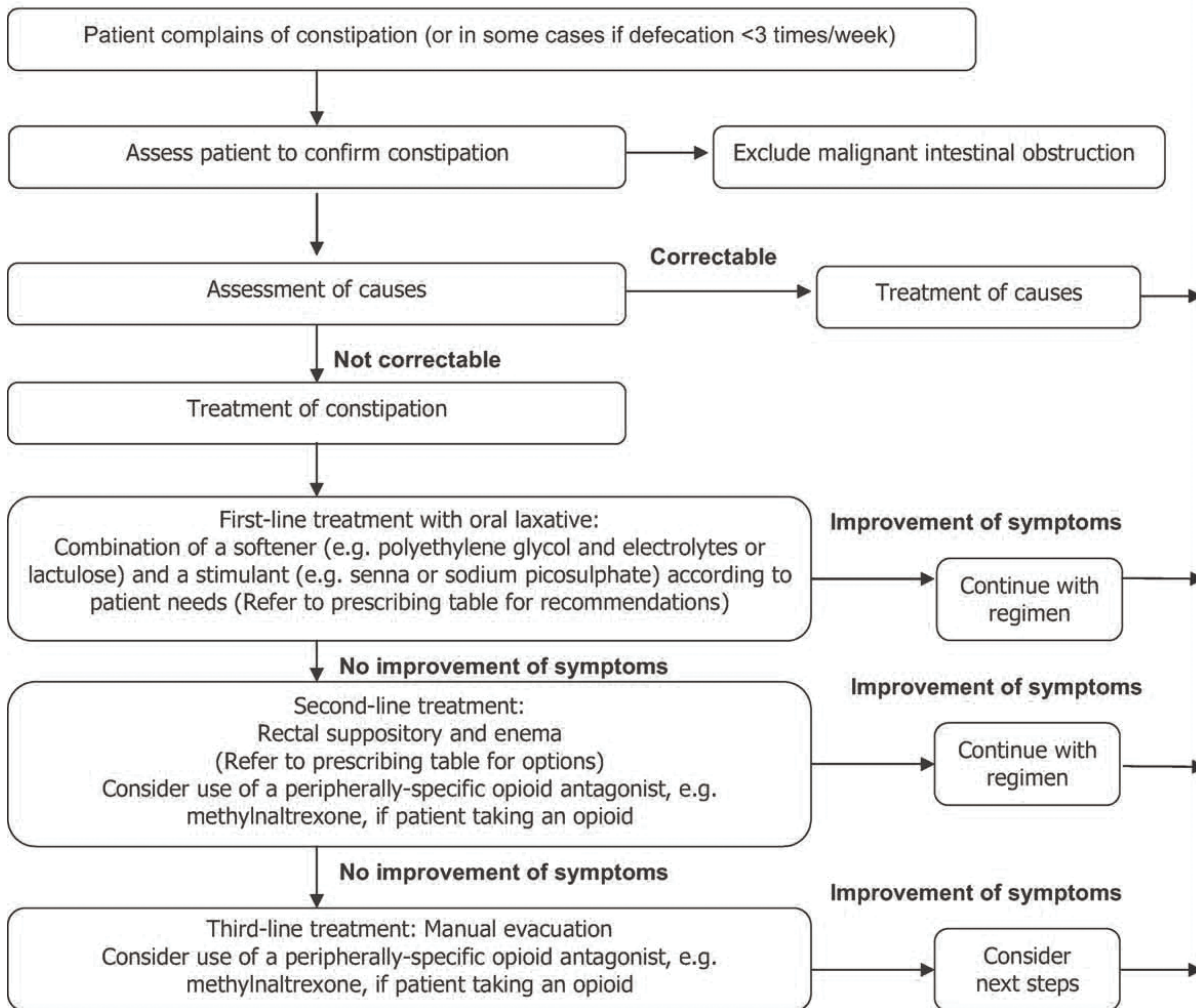 Patient complains of constipation (or in some cases if defecation <3 times/week)
Assess patient to confirm constipation
Exclude malignant intestinal obstruction
Assessment of causes
Correctable
Treatment of causes
Not correctable
Treatment of constipation
First-line treatment with oral laxative:
Combination of a softener (e.g. polyethylene glycol and electrolytes or
lactulose) and a stimulant (e.g. senna or sodium picosulphate) according to
patient needs (Refer to prescribing table for recommendations)
Improvement of symptoms
Continue with
regimen
No improvement of symptoms
Second-line treatment:
Rectal suppository and enema
(Refer to prescribing table for options)
Consider use of a peripherally-specific opioid antagonist, e.g.
methylnaltrexone, if patient taking an opioid
Improvement of symptoms
Continue with
regimen
No improvement of symptoms
Third-line treatment: Manual evacuation
Consider use of a peripherally-specific opioid antagonist, e.g.
methylnaltrexone, if patient taking an opioid
Improvement of symptoms
Consider
next steps